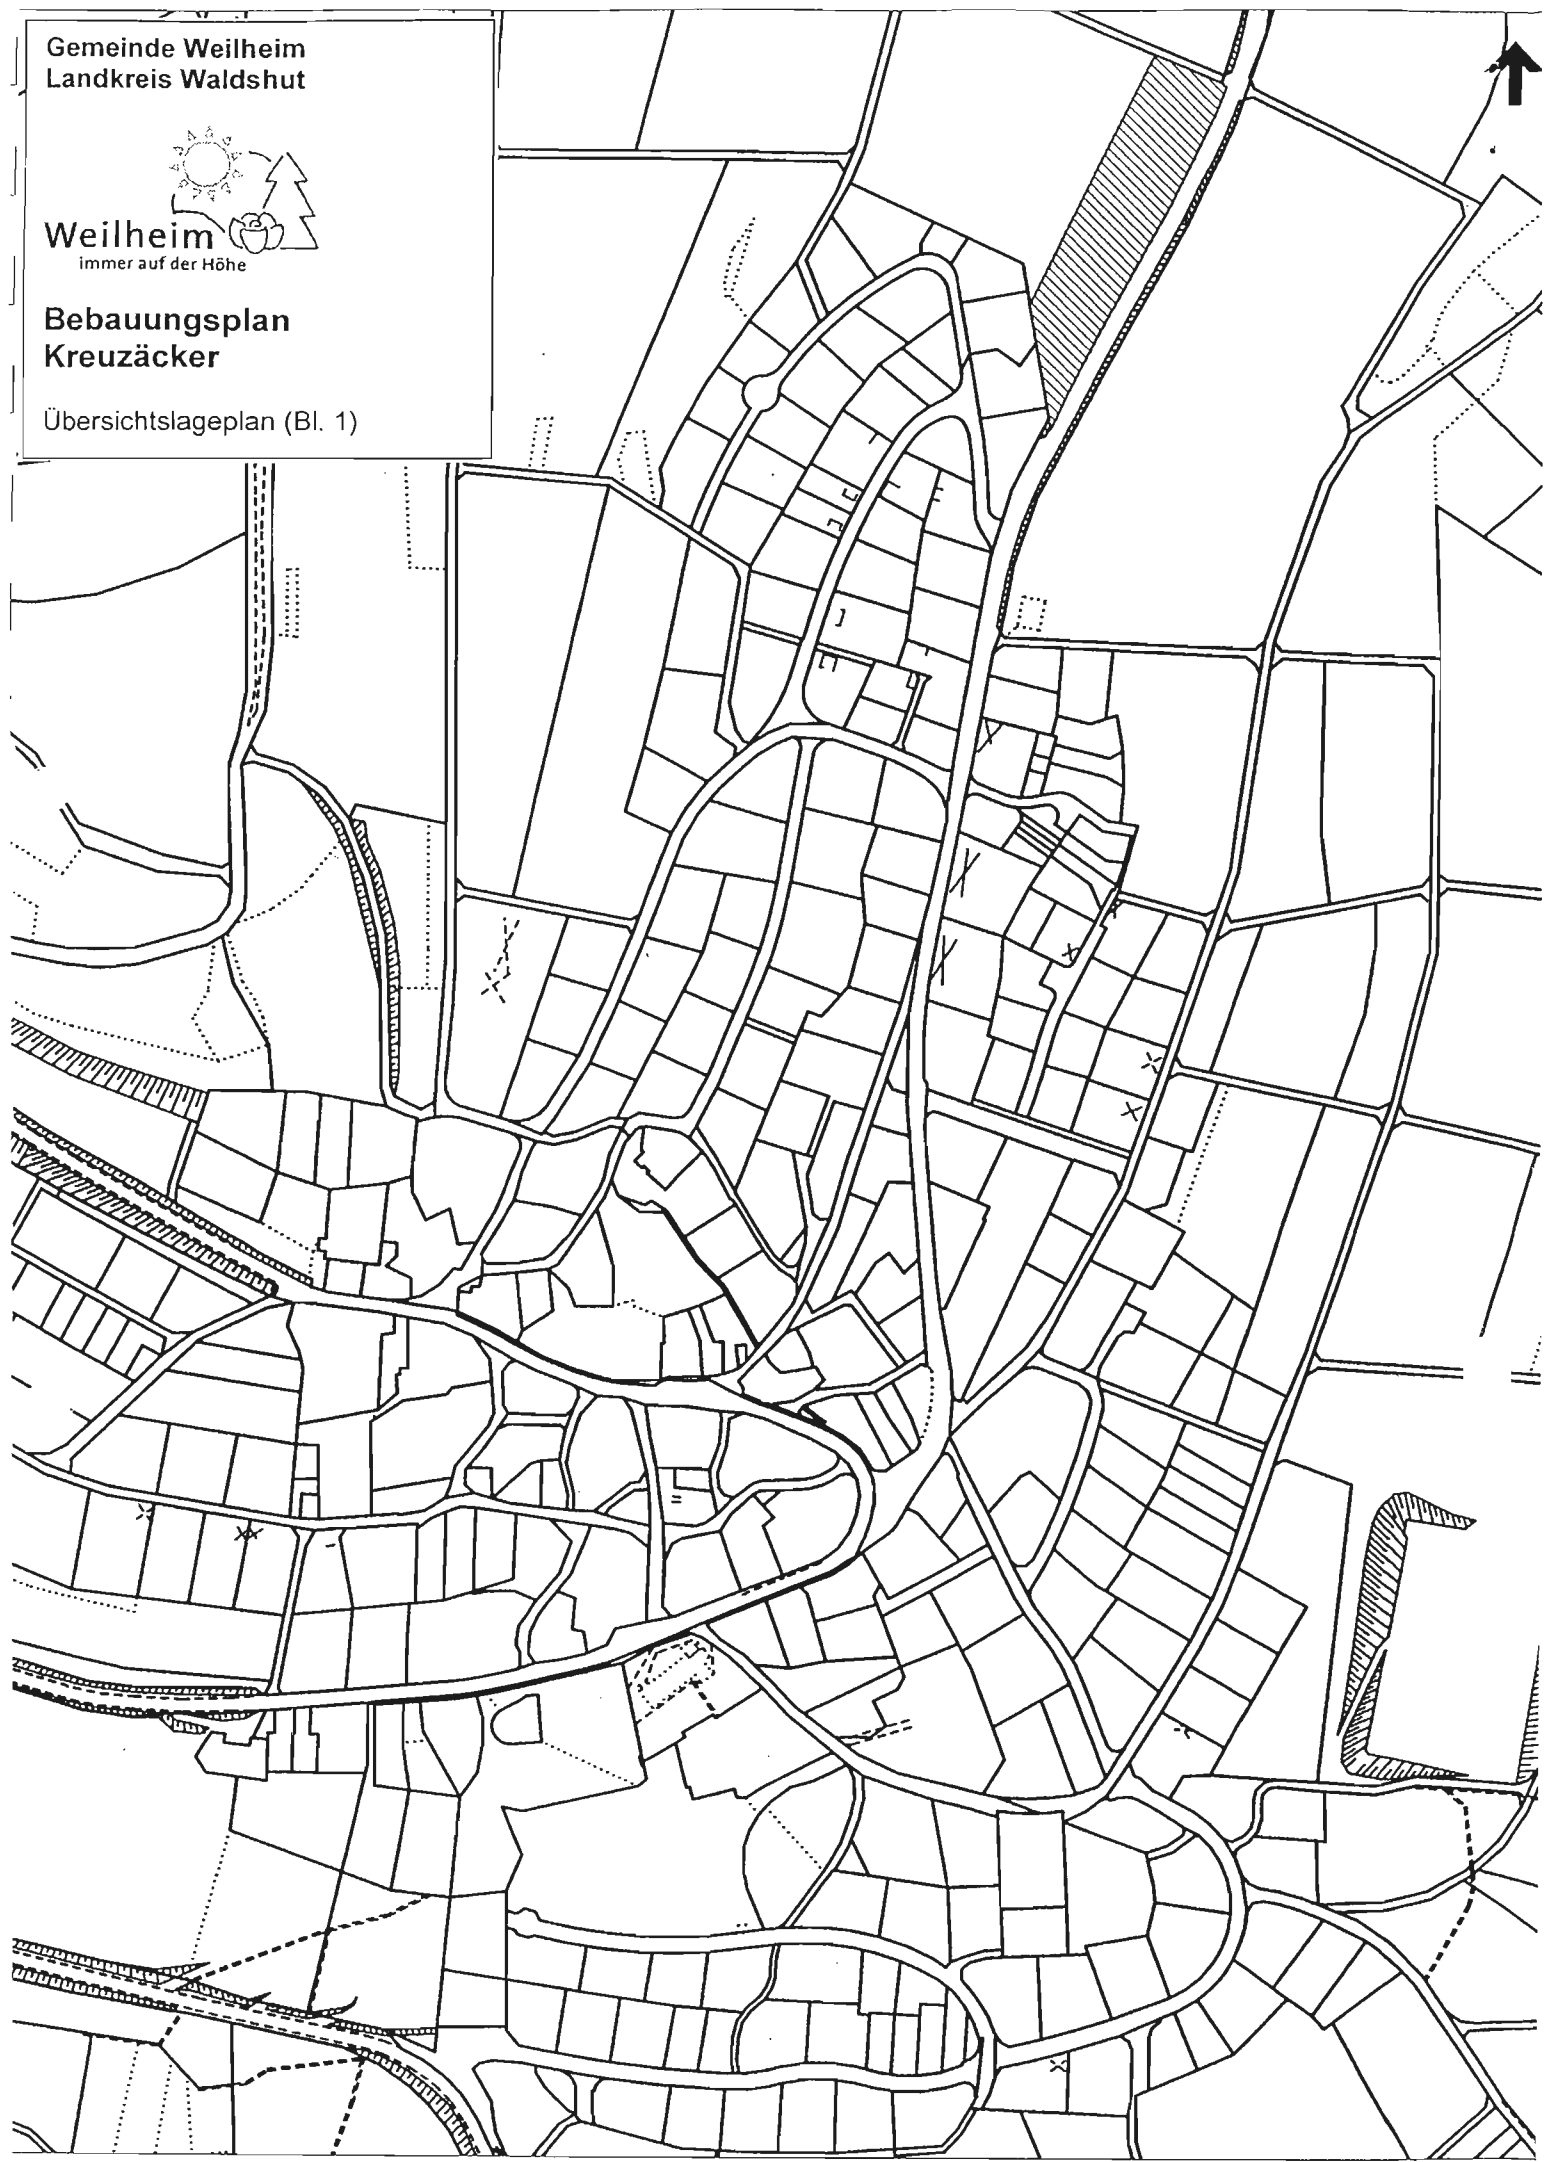 Gemeinde Weilheim
Landkreis Waldshut
Weilheim
immer auf der Höhe
Bebauungsplan
Kreuzäcker
Übersichtslageplan (Bl. 1)